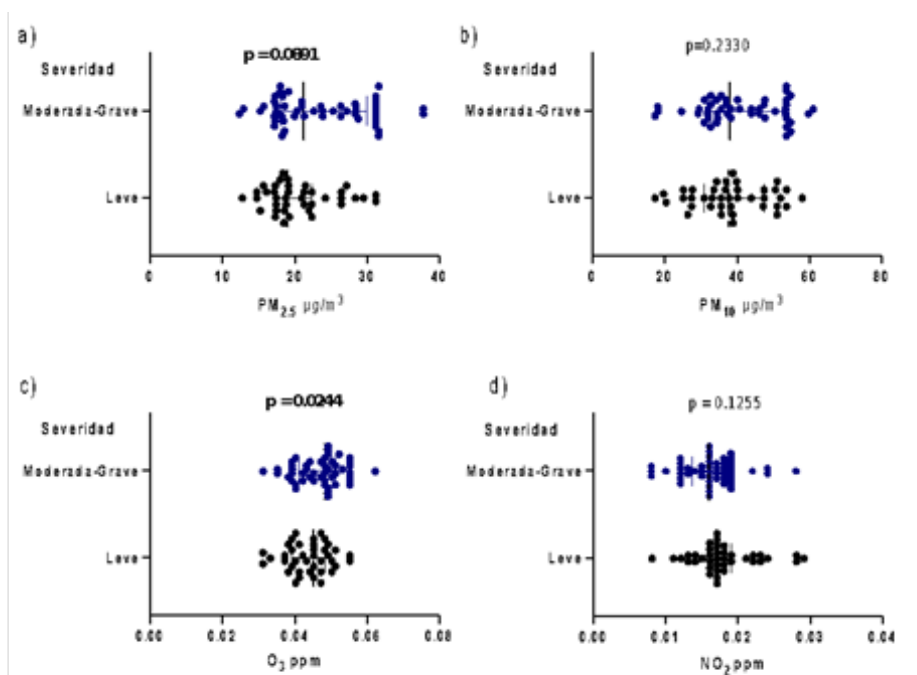 a)
p=0.0891
Severidad
Moderada-Grave
Leve
0 10 20 30 40
PM2.5 µg/m3
b)
p=0.2330
Severidad
Moderada-Grave
Leve
0 20 40 60 80
PM10 µg/m3
c)
p=0.0244
Severidad
Moderada-Grave
Leve
0.00 0.02 0.04 0.06 0.08
O3 ppm
d)
p=0.1255
Severidad
Moderada-Grave
Leve
0.00 0.01 0.02 0.03 0.04
NO2 ppm